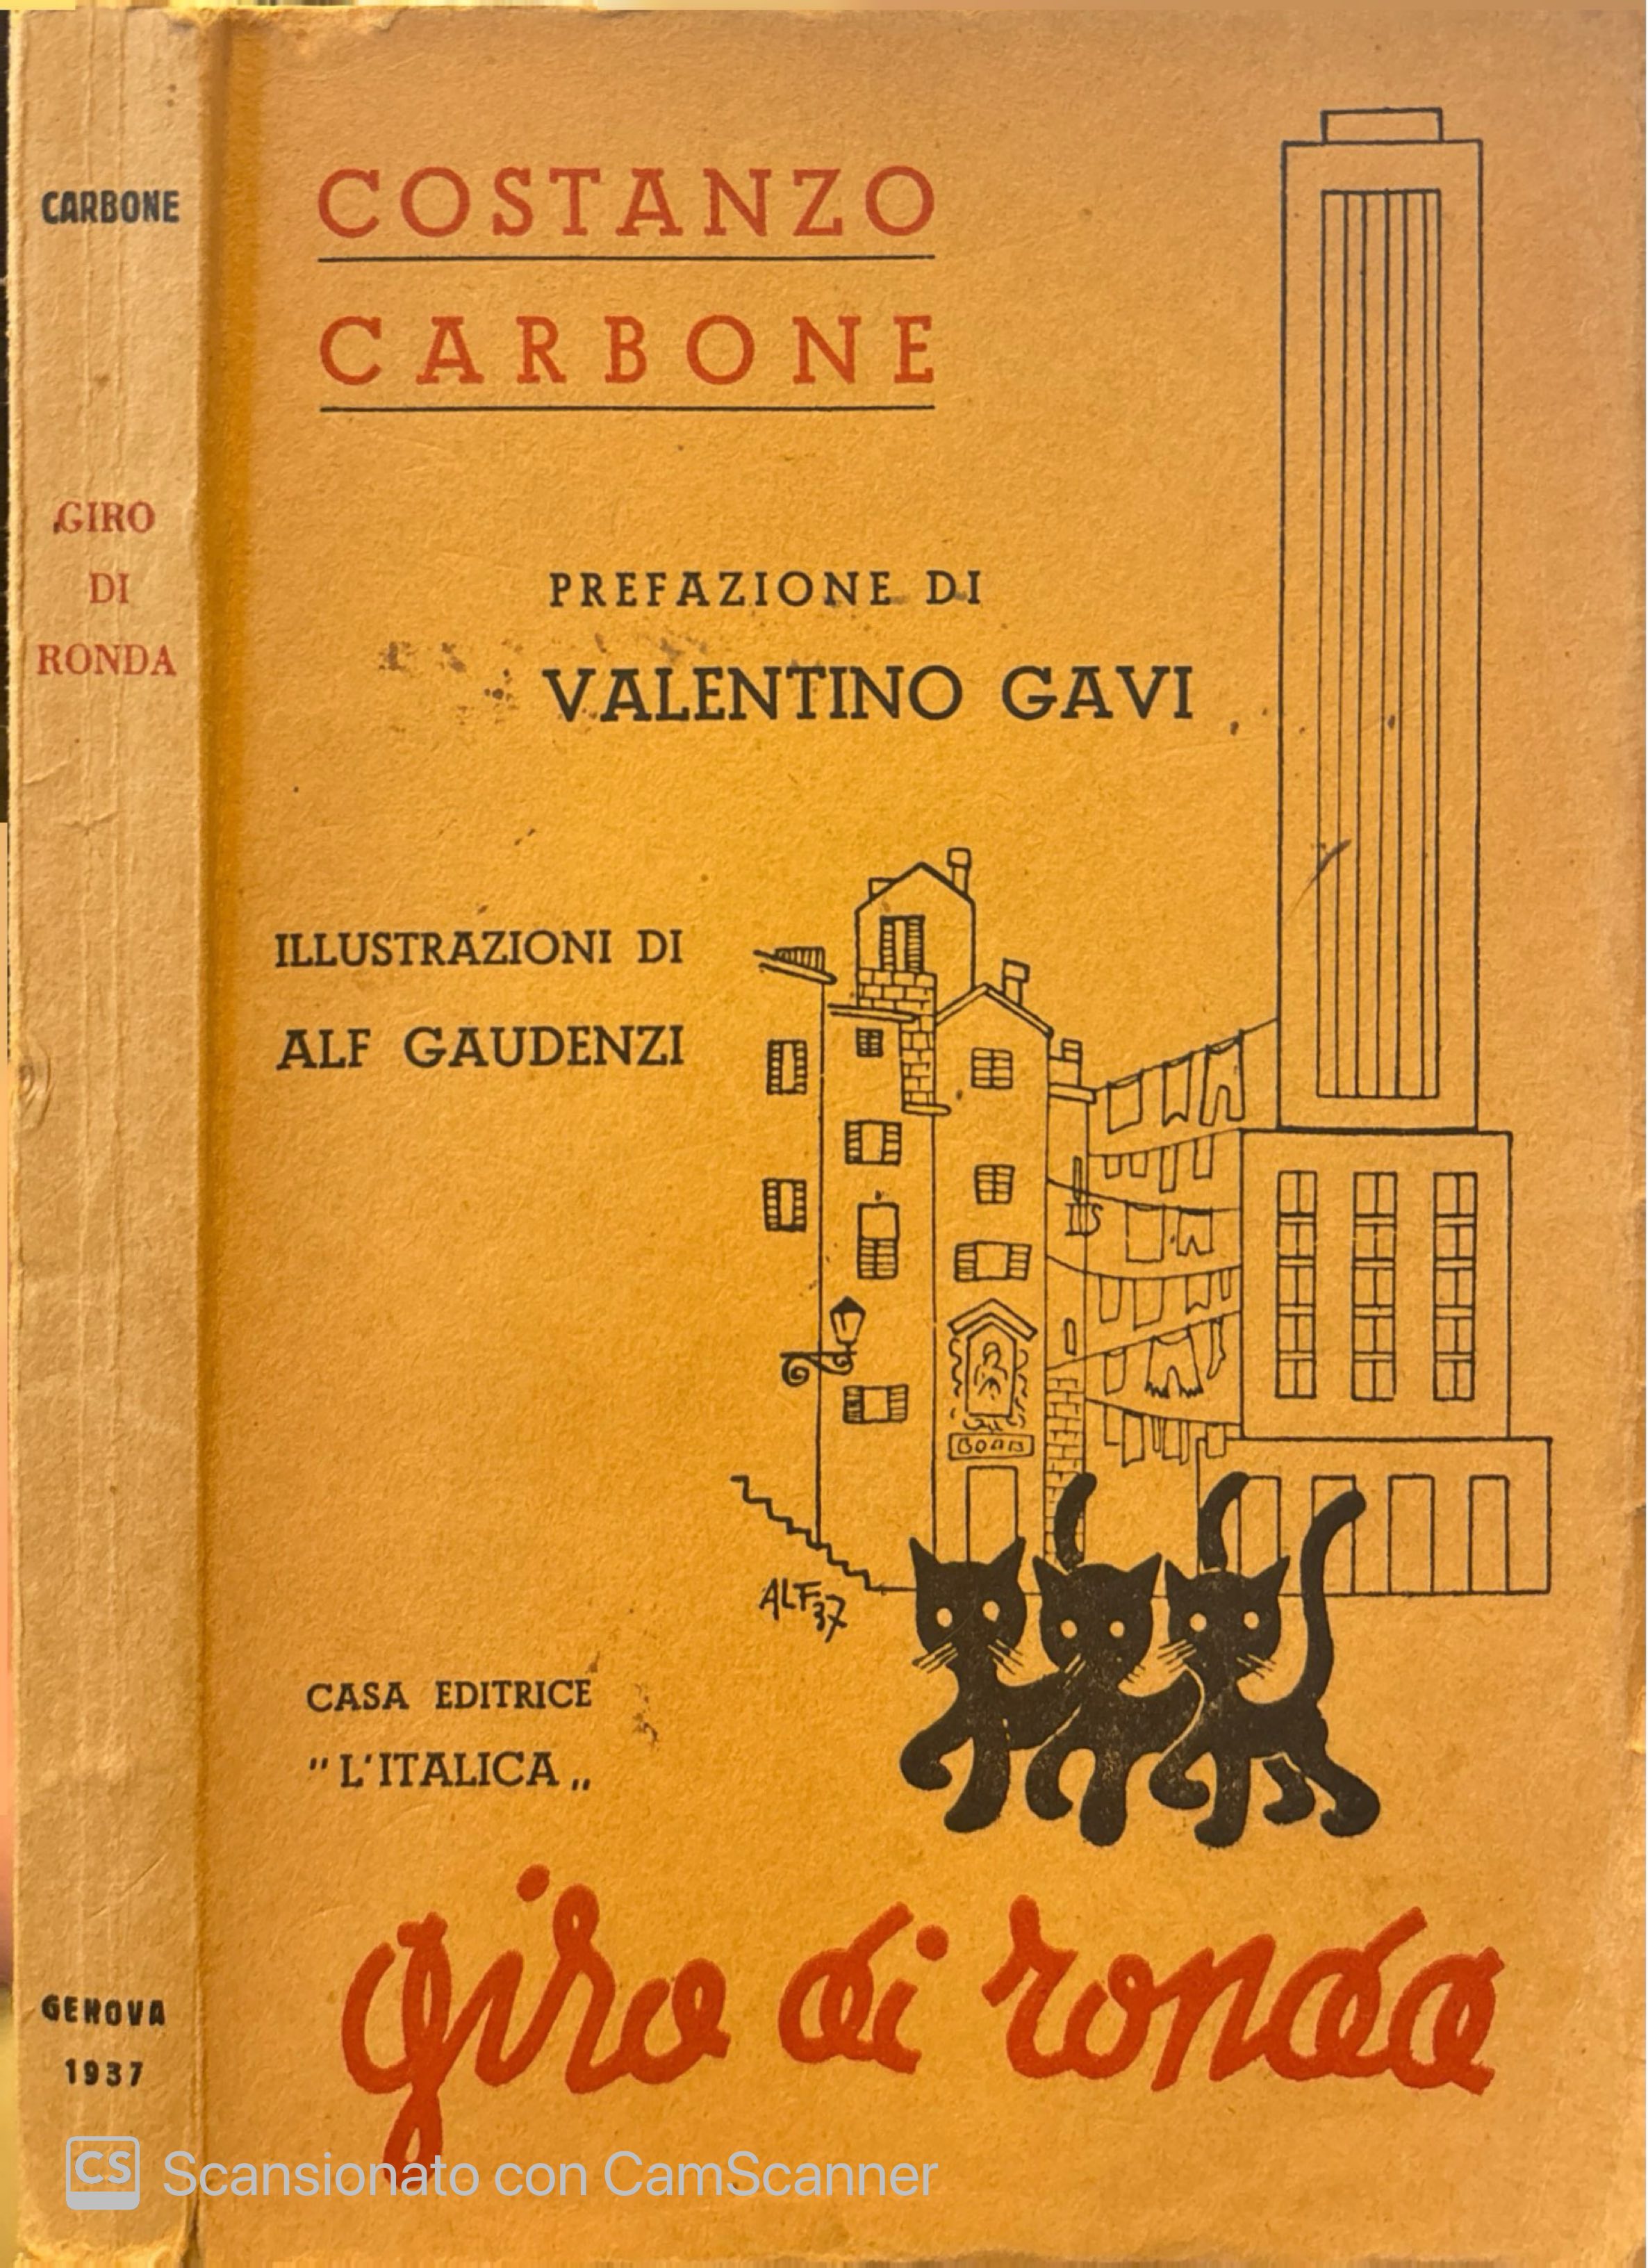 CARBONE
GIRO
DI
RONDA
GENOVA
1937
COSTANZO
CARBONE
PREFAZIONE DI
VALENTINO GAVI
ILLUSTRAZIONI DI
ALF GAUDENZI
ALF 37
CASA EDITRICE
"L'ITALICA„
giro di ronda
CS Scansionato con CamScanner